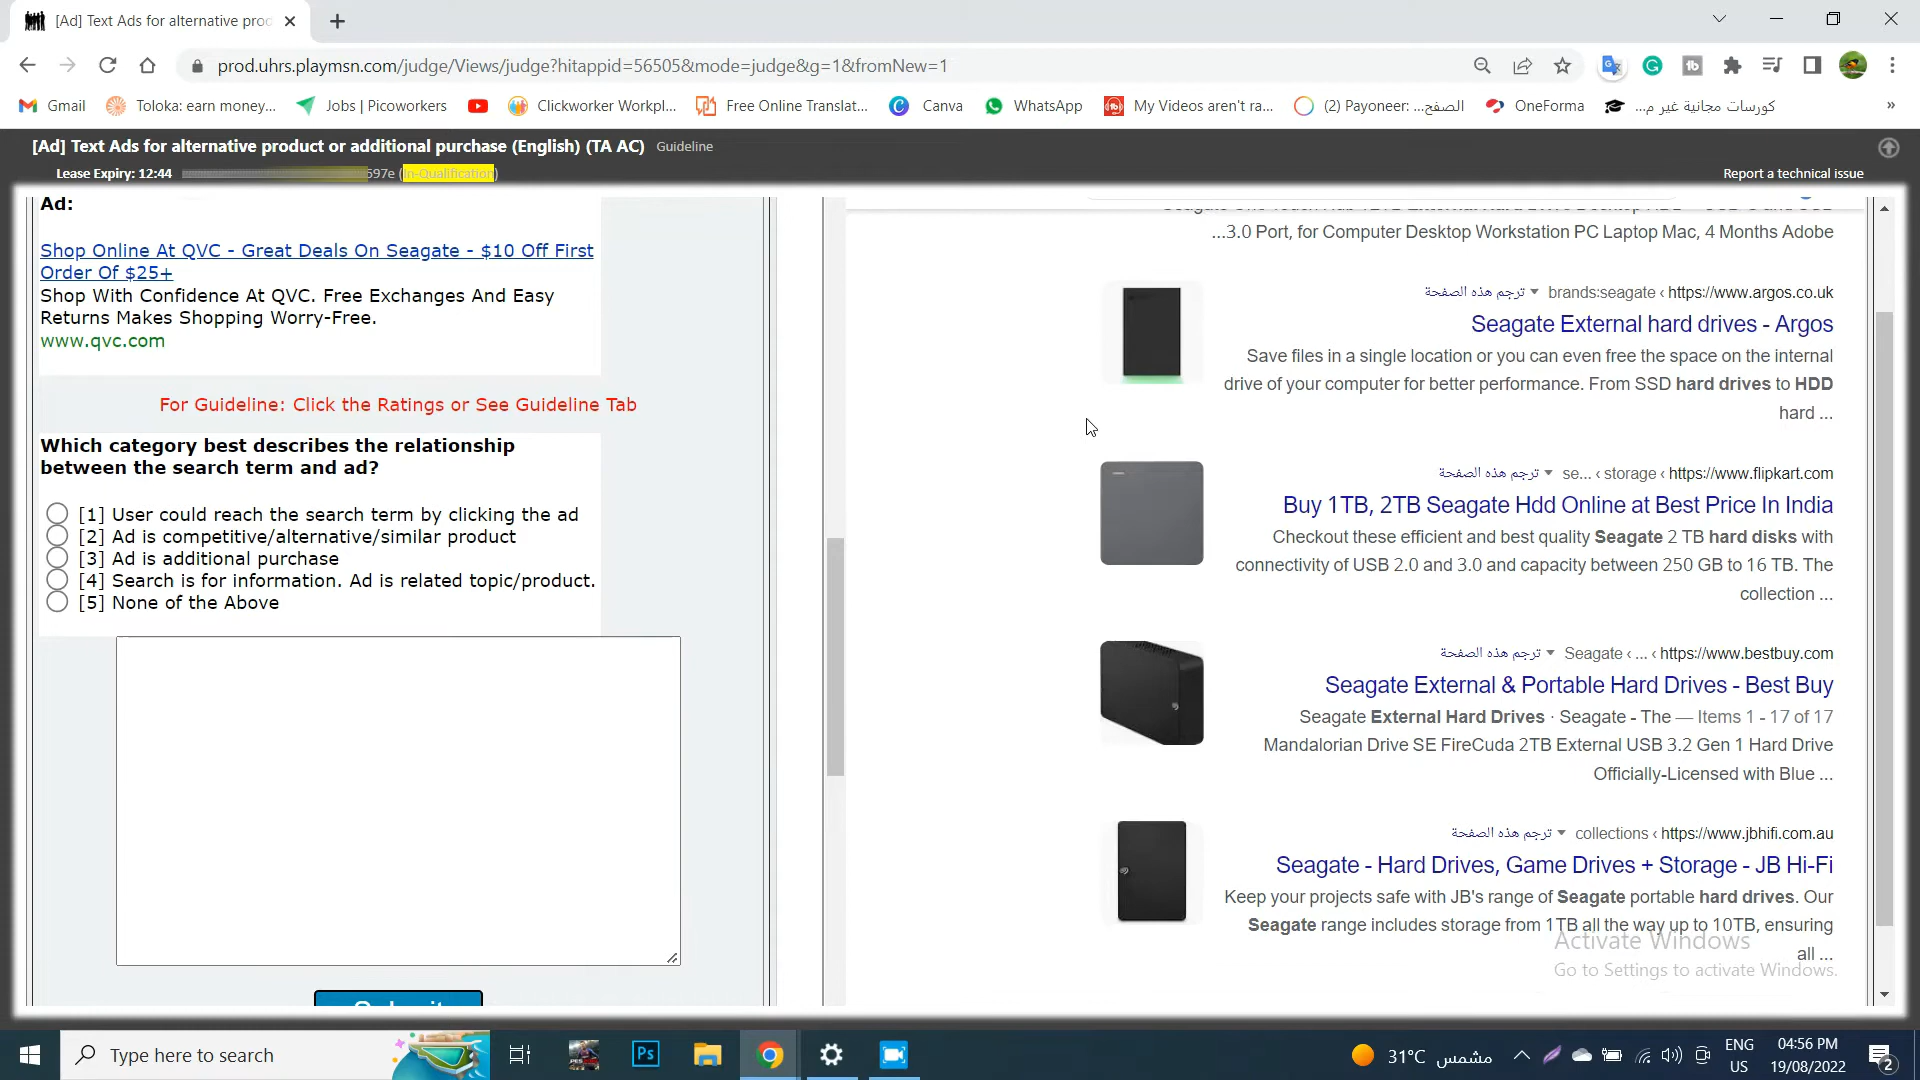 [Ad] Text Ads for alternative proc
prod.uhrs.playmsn.com/judge/Views/judge?hitappid=56505&mode=judge&g=1&fromNew=1
Gmail
Toloka: earn money...
Jobs | Picoworkers
Clickworker Workpl...
Free Online Translat...
Canva
WhatsApp
My Videos aren't ra...
(2) Payoneer: ...الصفح
OneForma
كورسات مجانية غير م...
»
[Ad] Text Ads for alternative product or additional purchase (English) (TA AC) Guideline
Lease Expiry: 12:44
597e (In-Qualification)
Report a technical issue
Ad:
Shop Online At QVC - Great Deals On Seagate - $10 Off First
Order Of $25+
Shop With Confidence At QVC. Free Exchanges And Easy
Returns Makes Shopping Worry-Free.
www.qvc.com
For Guideline: Click the Ratings or See Guideline Tab
Which category best describes the relationship
between the search term and ad?
[1] User could reach the search term by clicking the ad
[2] Ad is competitive/alternative/similar product
[3] Ad is additional purchase
[4] Search is for information. Ad is related topic/product.
[5] None of the Above
Submit
...3.0 Port, for Computer Desktop Workstation PC Laptop Mac, 4 Months Adobe
ترجم هذه الصفحة brands:seagate ‹ https://www.argos.co.uk
Seagate External hard drives - Argos
Save files in a single location or you can even free the space on the internal
drive of your computer for better performance. From SSD hard drives to HDD
hard ...
ترجم هذه الصفحة se... ‹ storage ‹ https://www.flipkart.com
Buy 1TB, 2TB Seagate Hdd Online at Best Price In India
Checkout these efficient and best quality Seagate 2 TB hard disks with
connectivity of USB 2.0 and 3.0 and capacity between 250 GB to 16 TB. The
collection ...
ترجم هذه الصفحة Seagate ‹ ... ‹ https://www.bestbuy.com
Seagate External & Portable Hard Drives - Best Buy
Seagate External Hard Drives · Seagate - The — Items 1 - 17 of 17
Mandalorian Drive SE FireCuda 2TB External USB 3.2 Gen 1 Hard Drive
Officially-Licensed with Blue ...
ترجم هذه الصفحة collections ‹ https://www.jbhifi.com.au
Seagate - Hard Drives, Game Drives + Storage - JB Hi-Fi
Keep your projects safe with JB's range of Seagate portable hard drives. Our
Seagate range includes storage from 1TB all the way up to 10TB, ensuring
all ...
Activate Windows
Go to Settings to activate Windows.
Type here to search
Ps
31°C مشمس
ENG
US
04:56 PM
19/08/2022
2